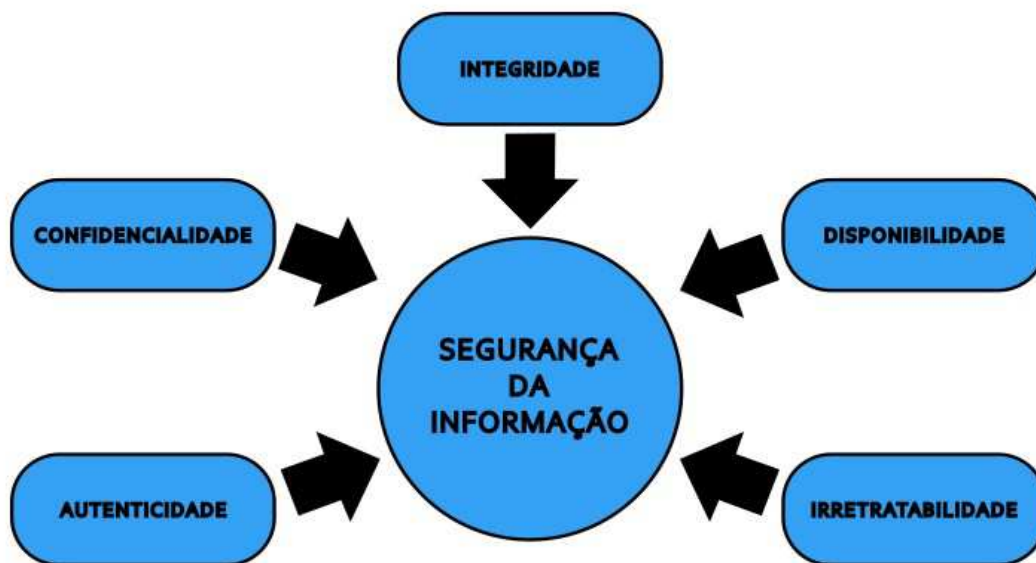 INTEGRIDADE
CONFIDENCIALIDADE
DISPONIBILIDADE
SEGURANÇA
DA
INFORMAÇÃO
AUTENTICIDADE
IRRETRATABILIDADE